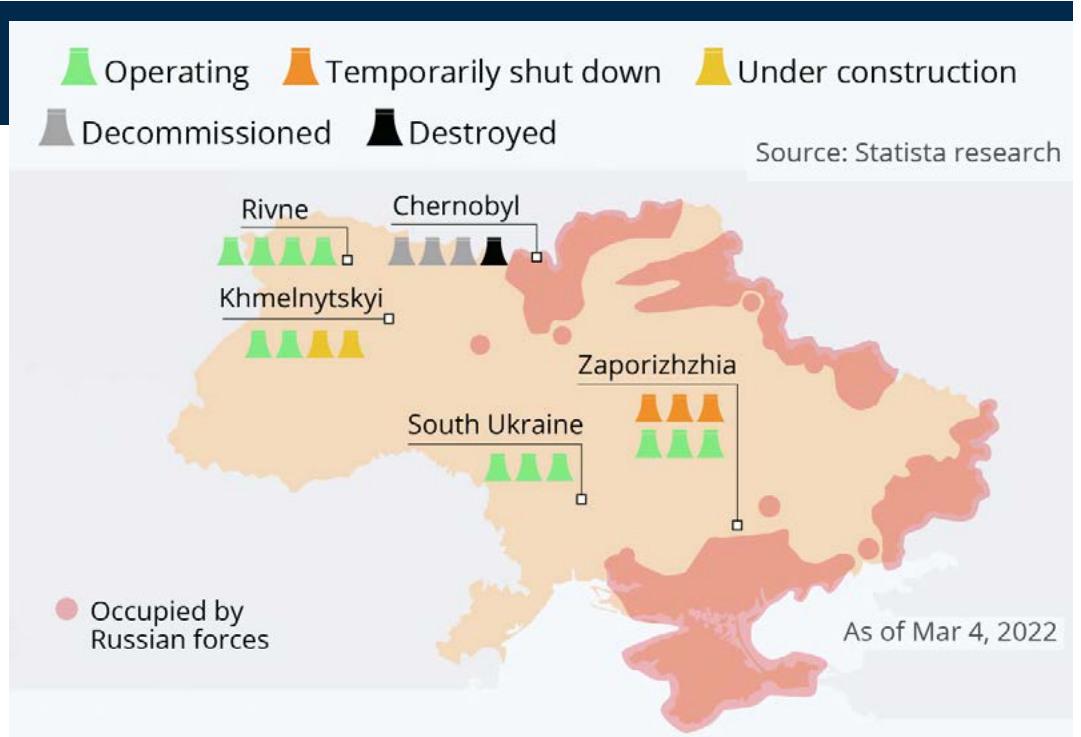 Operating Temporarily shut down Under construction
Decommissioned Destroyed
Source: Statista research
Rivne
Chernobyl
Khmelnytskyi
Zaporizhzhia
South Ukraine
Occupied by
Russian forces
As of Mar 4, 2022